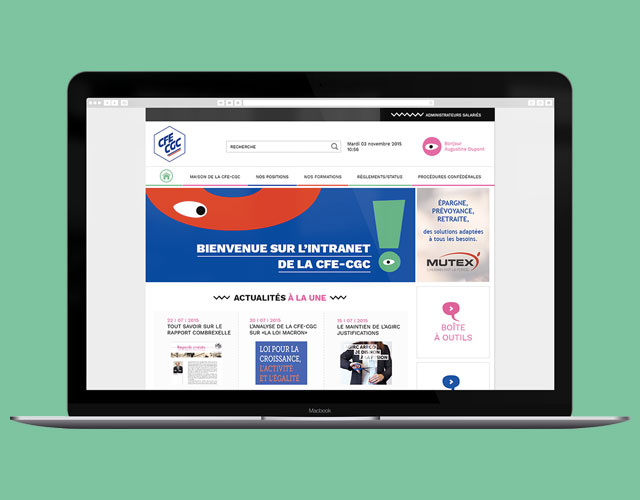 ADMINISTRATEURS SALARIÉS
CFE
CGC
RECHERCHE
Mardi 03 novembre 2015
10:56
Bonjour
Augustine Dupont
MAISON DE LA CFE-CGC
NOS POSITIONS
NOS FORMATIONS
RÈGLEMENTS/STATUS
PROCÉDURES CONFÉDÉRALES
BIENVENUE SUR L'INTRANET
DE LA CFE-CGC
ÉPARGNE,
PRÉVOYANCE,
RETRAITE,
des solutions adaptées
à tous les besoins.
MUTEX
ACTUALITÉS À LA UNE
22 I 07 I 2015
TOUT SAVOIR SUR LE
RAPPORT COMBREXELLE
20 I 07 I 2015
L'ANALYSE DE LA CFE-CGC
SUR «LA LOI MACRON»
LOI POUR LA
CROISSANCE,
L'ACTIVITÉ
ET L'ÉGALITÉ
15 I 07 I 2015
LE MAINTIEN DE L'AGIRC
JUSTIFICATIONS
BOÎTE
À OUTILS
Macbook